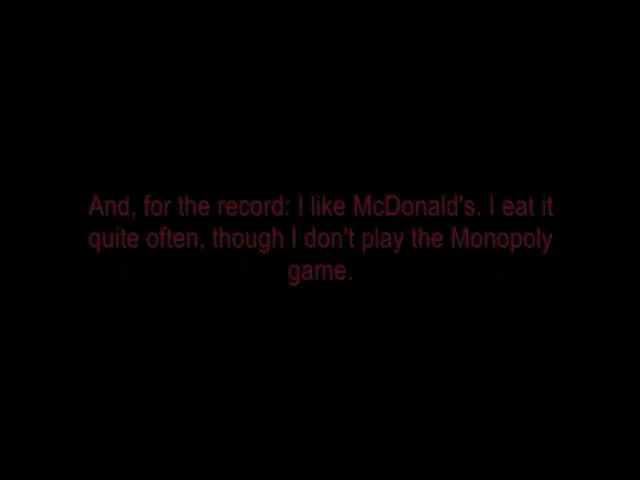 And, for the record: I like McDonald's. I eat it
quite often, though I don't play the Monopoly
game.